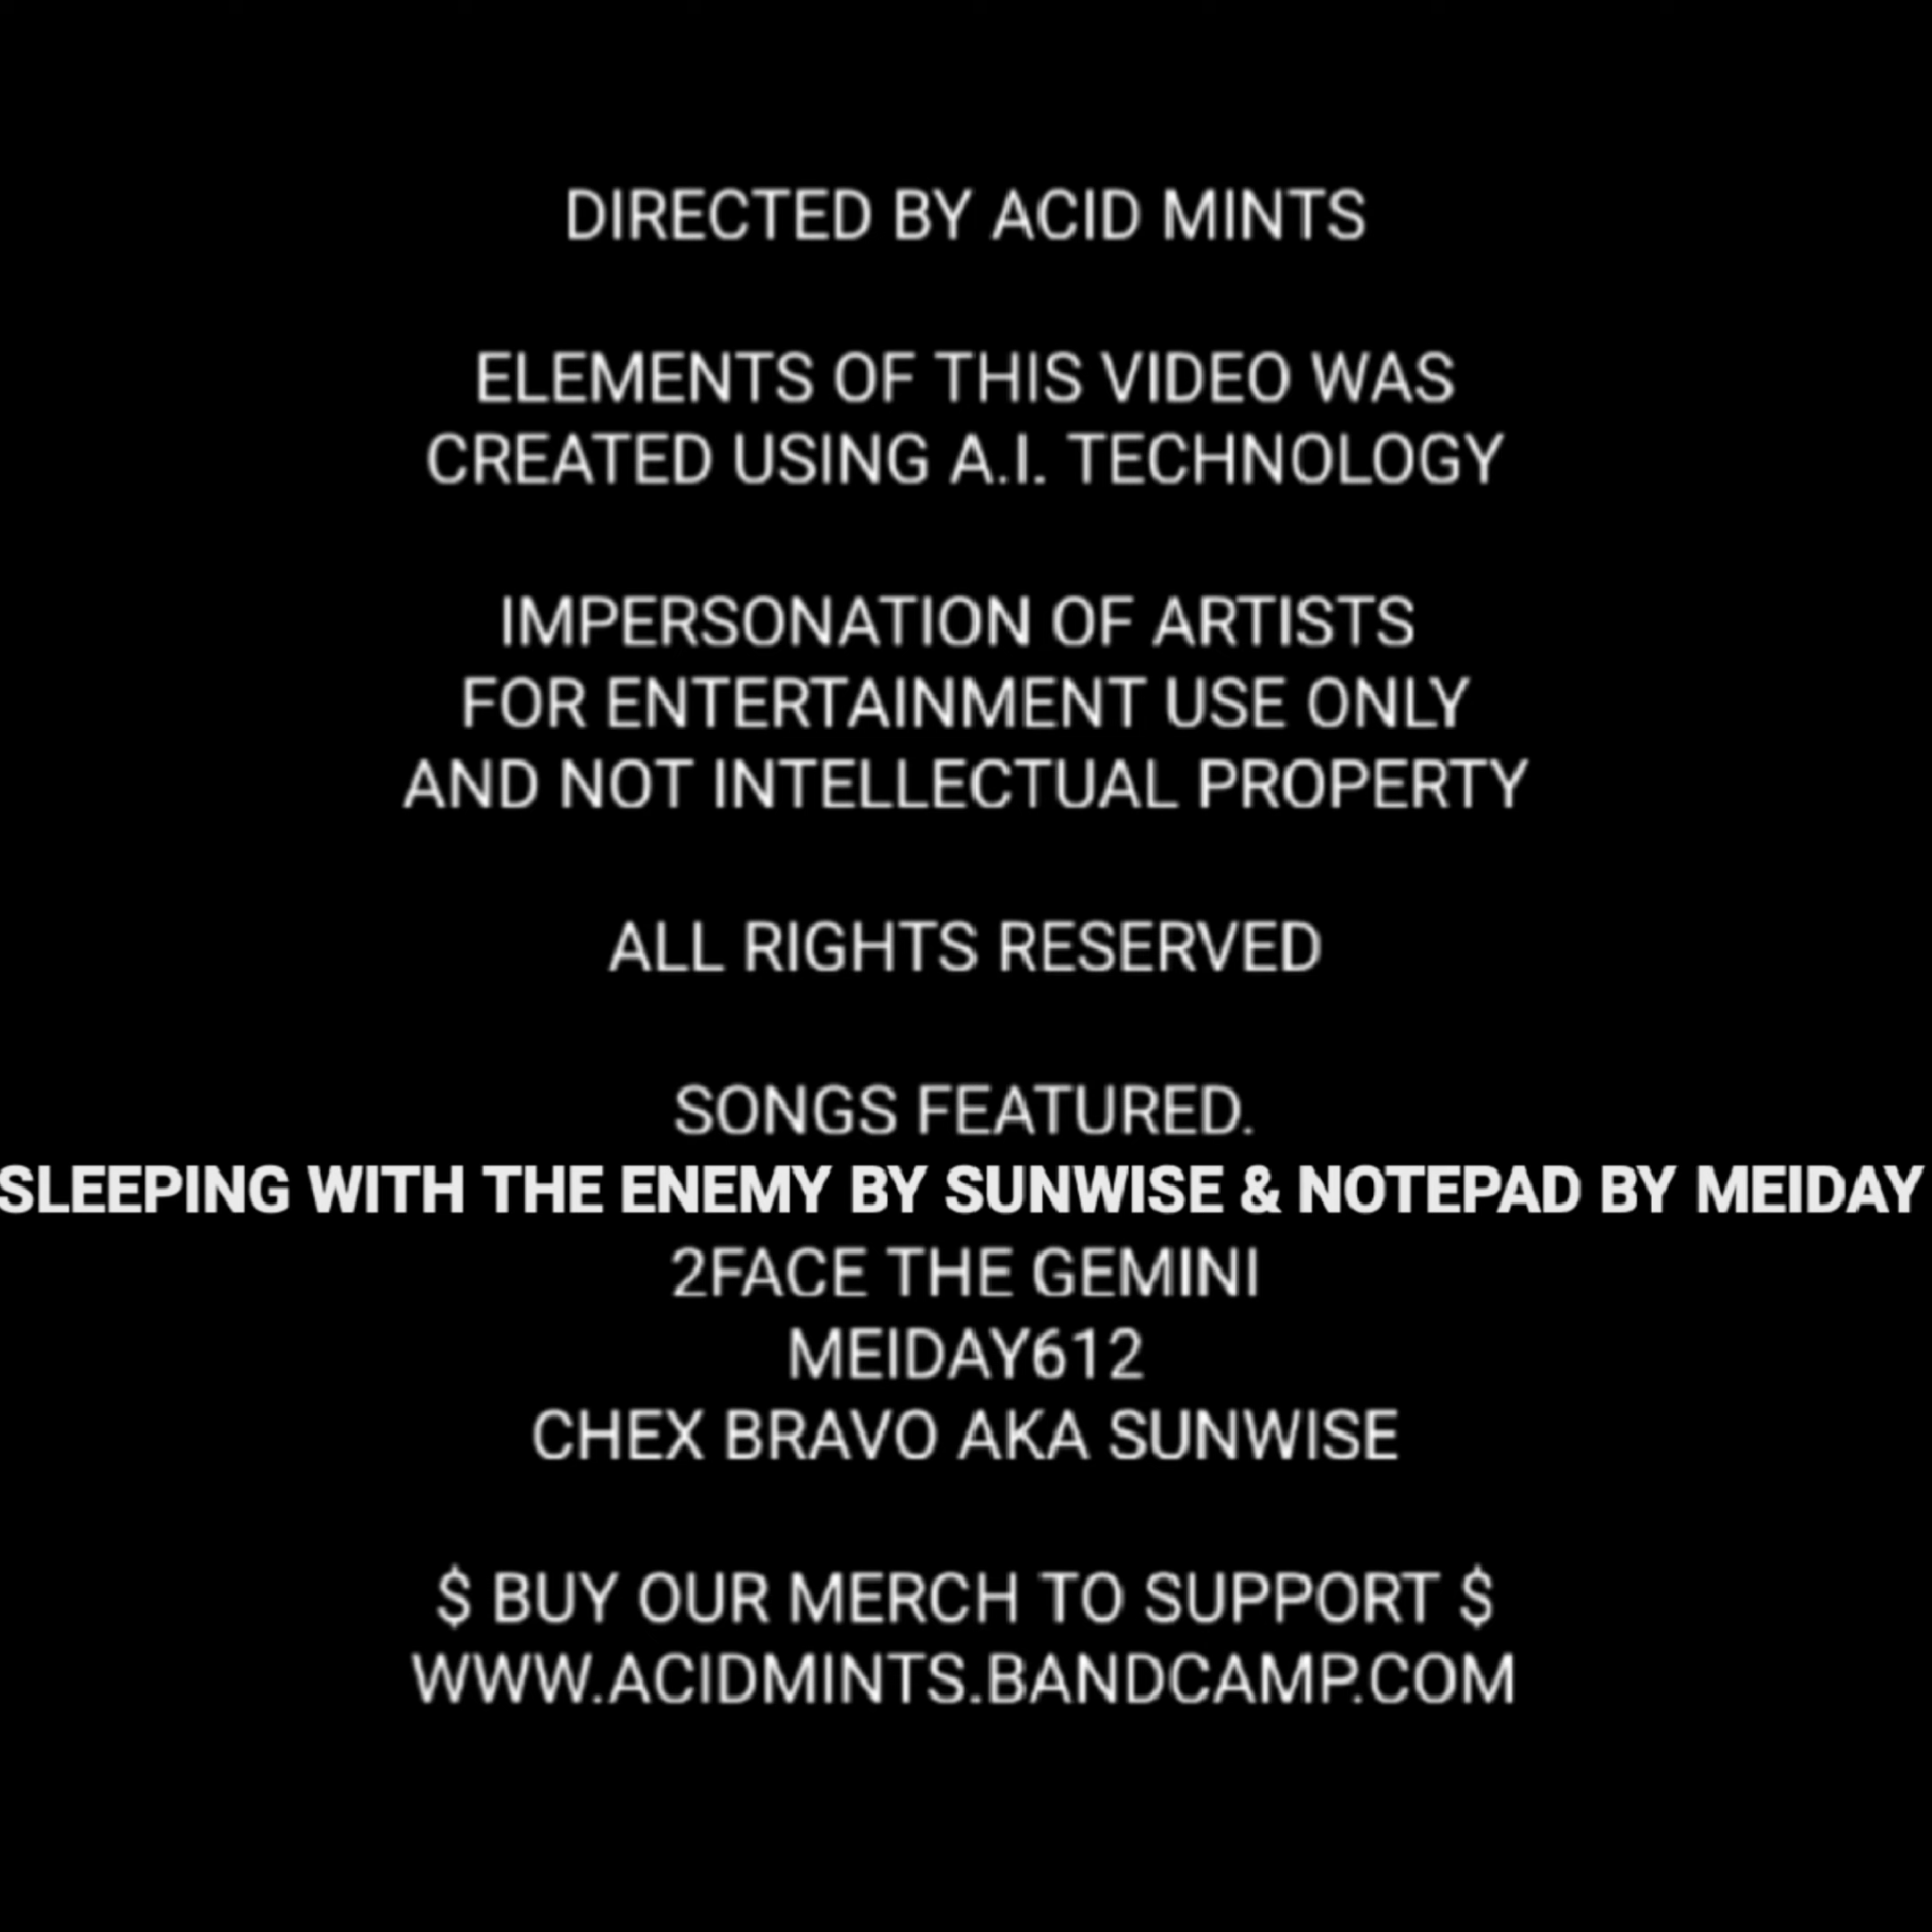 DIRECTED BY ACID MINTS
ELEMENTS OF THIS VIDEO WAS
CREATED USING A.I. TECHNOLOGY
IMPERSONATION OF ARTISTS
FOR ENTERTAINMENT USE ONLY
AND NOT INTELLECTUAL PROPERTY
ALL RIGHTS RESERVED
SONGS FEATURED.
SLEEPING WITH THE ENEMY BY SUNWISE & NOTEPAD BY MEIDAY
2FACE THE GEMINI
MEIDAY612
CHEX BRAVO AKA SUNWISE
$ BUY OUR MERCH TO SUPPORT $
WWW.ACIDMINTS.BANDCAMP.COM